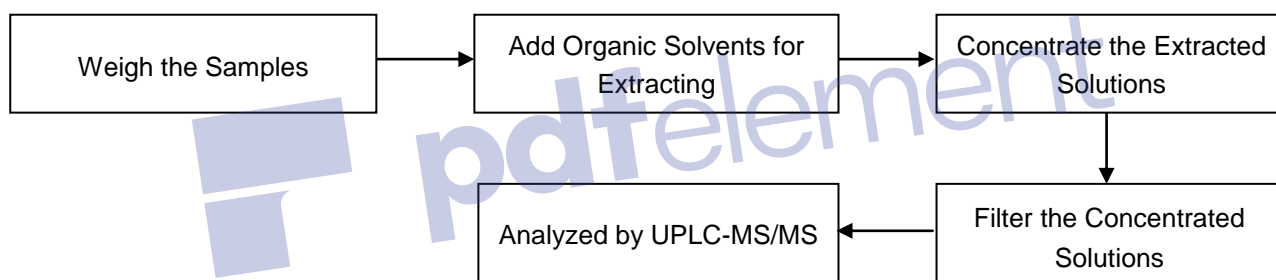 Weigh the Samples
Add Organic Solvents for
Extracting
Concentrate the Extracted
Solutions
Filter the Concentrated
Solutions
Analyzed by UPLC-MS/MS
pdfelement